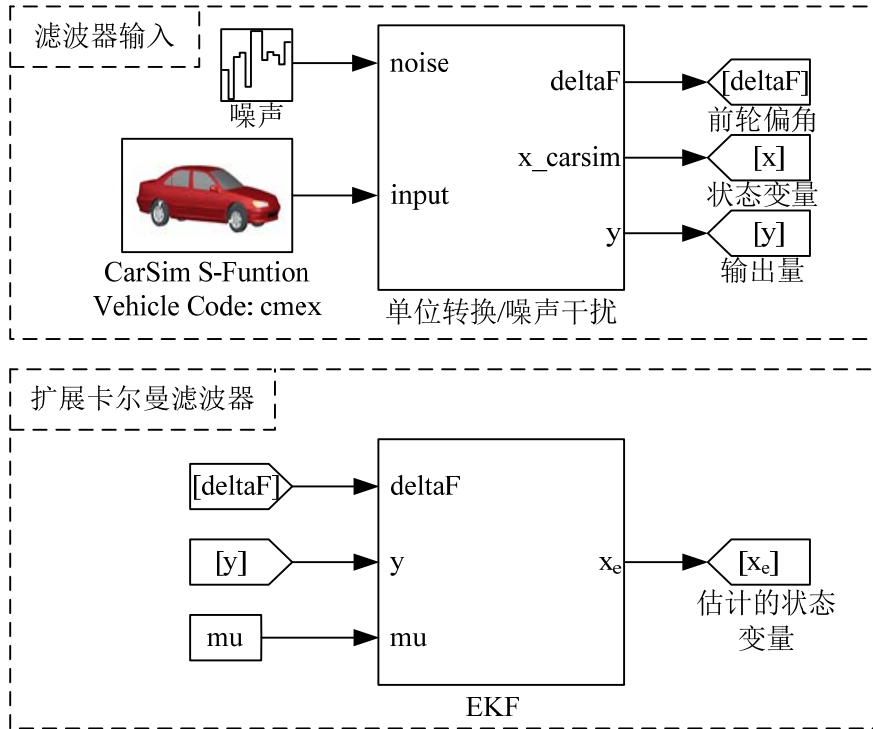 滤波器输入
噪声
noise
input
deltaF
x_carsim
y
[deltaF]
前轮偏角
[x]
状态变量
[y]
输出量
CarSim S-Funtion
Vehicle Code: cmex
单位转换/噪声干扰
扩展卡尔曼滤波器
[deltaF]
[y]
mu
deltaF
y
mu
xₑ
[xₑ]
估计的状态
变量
EKF